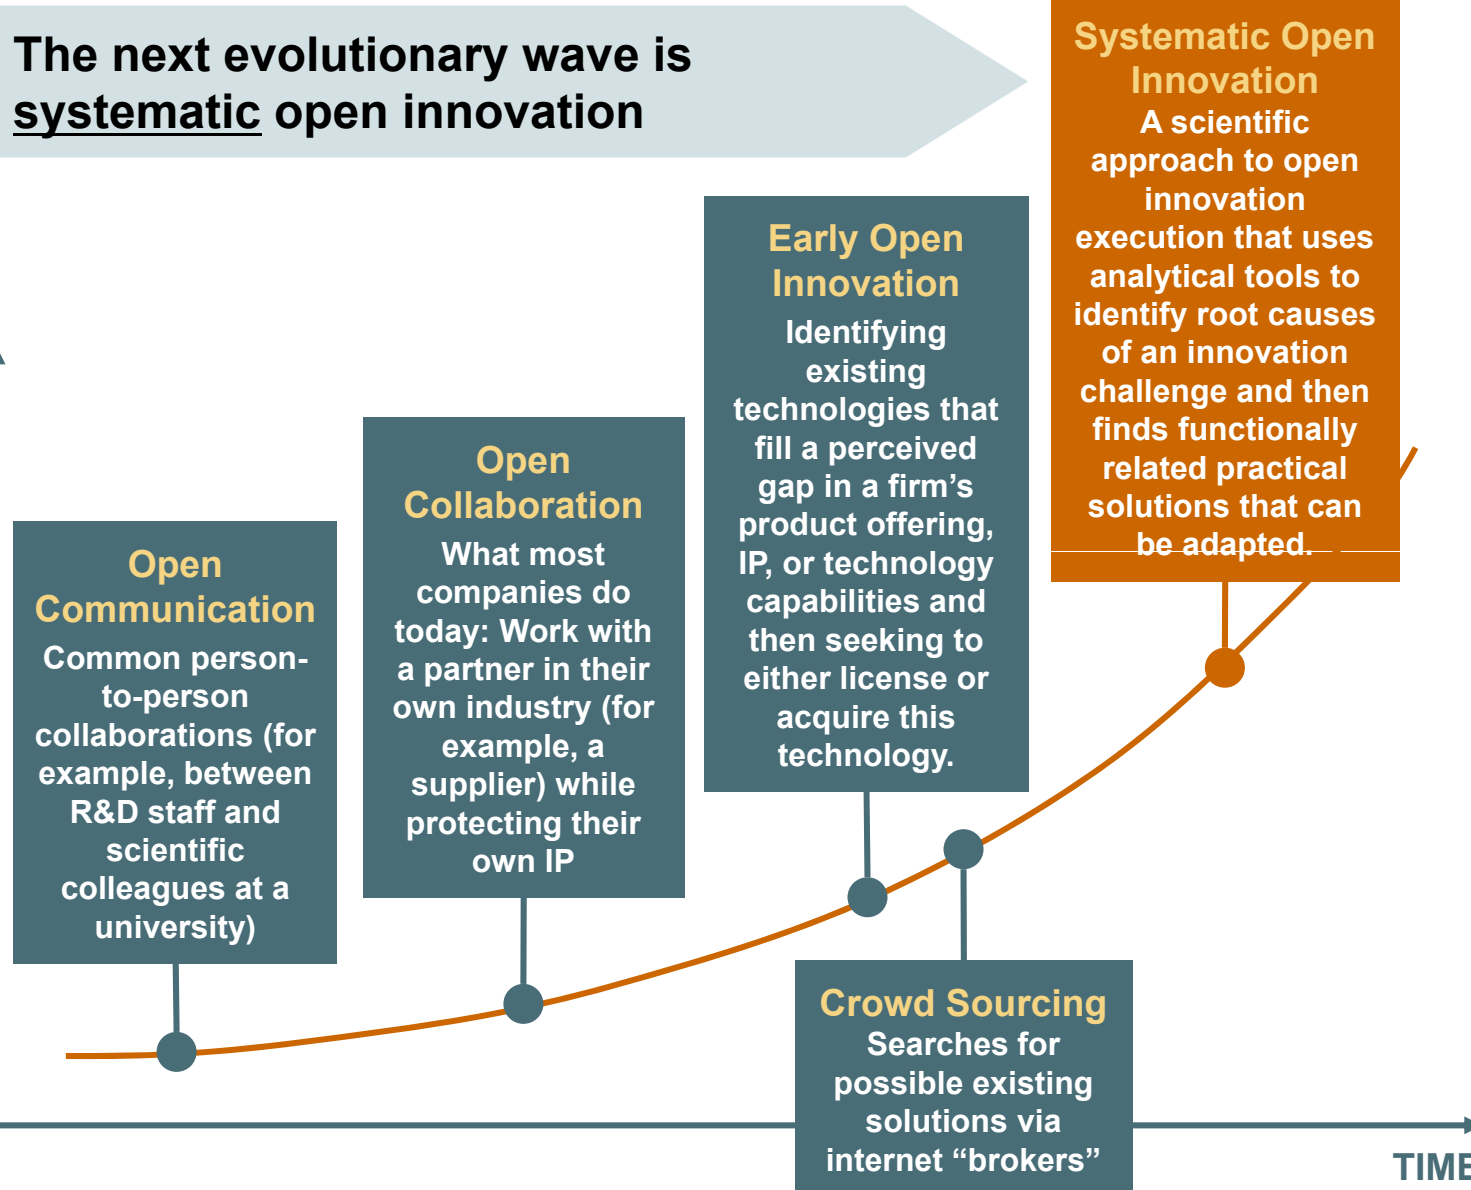 The next evolutionary wave is
systematic open innovation
Open
Communication
Common person-
to-person
collaborations (for
example, between
R&D staff and
scientific
colleagues at a
university)
Open
Collaboration
What most
companies do
today: Work with
a partner in their
own industry (for
example, a
supplier) while
protecting their
own IP
Early Open
Innovation
Identifying
existing
technologies that
fill a perceived
gap in a firm’s
product offering,
IP, or technology
capabilities and
then seeking to
either license or
acquire this
technology.
Crowd Sourcing
Searches for
possible existing
solutions via
internet “brokers”
Systematic Open
Innovation
A scientific
approach to open
innovation
execution that uses
analytical tools to
identify root causes
of an innovation
challenge and then
finds functionally
related practical
solutions that can
be adapted.
TIME